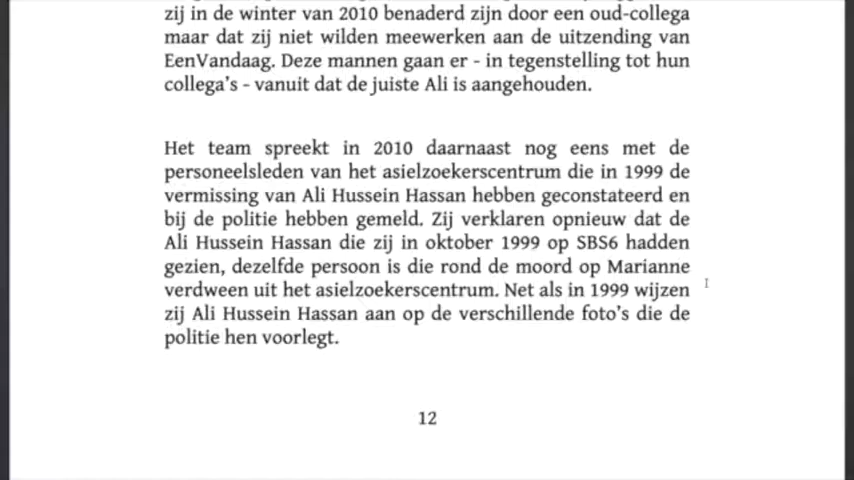 zij in de winter van 2010 benaderd zijn door een oud-collega
maar dat zij niet wilden meewerken aan de uitzending van
EenVandaag. Deze mannen gaan er - in tegenstelling tot hun
collega's - vanuit dat de juiste Ali is aangehouden.
Het team spreekt in 2010 daarnaast nog eens met de
personeelsleden van het asielzoekerscentrum die in 1999 de
vermissing van Ali Hussein Hassan hebben geconstateerd en
bij de politie hebben gemeld. Zij verklaren opnieuw dat de
Ali Hussein Hassan die zij in oktober 1999 op SBS6 hadden
gezien, dezelfde persoon is die rond de moord op Marianne
verdween uit het asielzoekerscentrum. Net als in 1999 wijzen
zij Ali Hussein Hassan aan op de verschillende foto's die de
politie hen voorlegt.
12